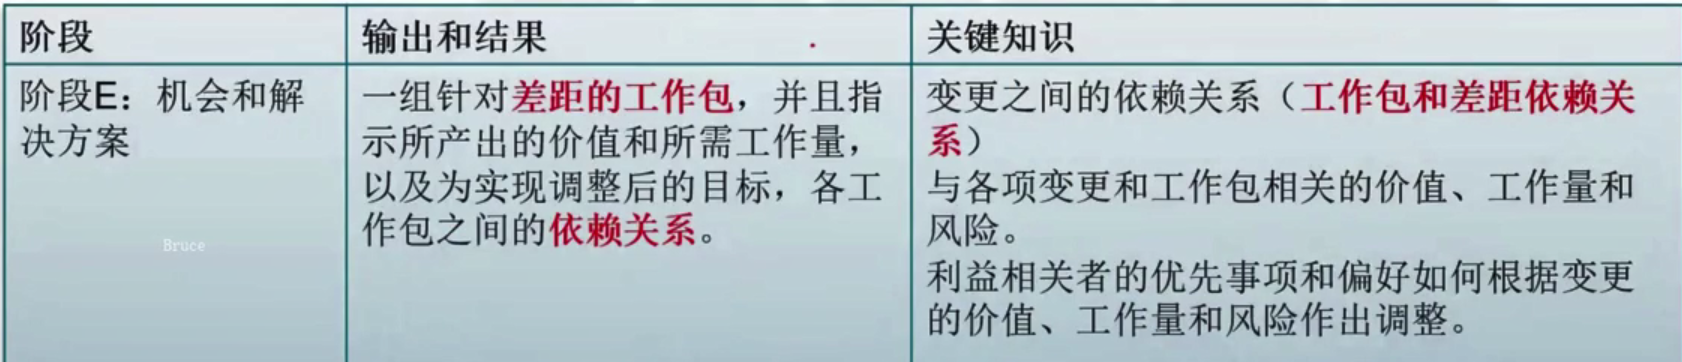 阶段
输出和结果
关键知识
阶段E：机会和解
决方案
一组针对差距的工作包，并且指
示所产出的价值和所需工作量，
以及为实现调整后的目标，各工
作包之间的依赖关系。
变更之间的依赖关系（工作包和差距依赖关
系）
与各项变更和工作包相关的价值、工作量和
风险。
利益相关者的优先事项和偏好如何根据变更
的价值、工作量和风险作出调整。
Bruce